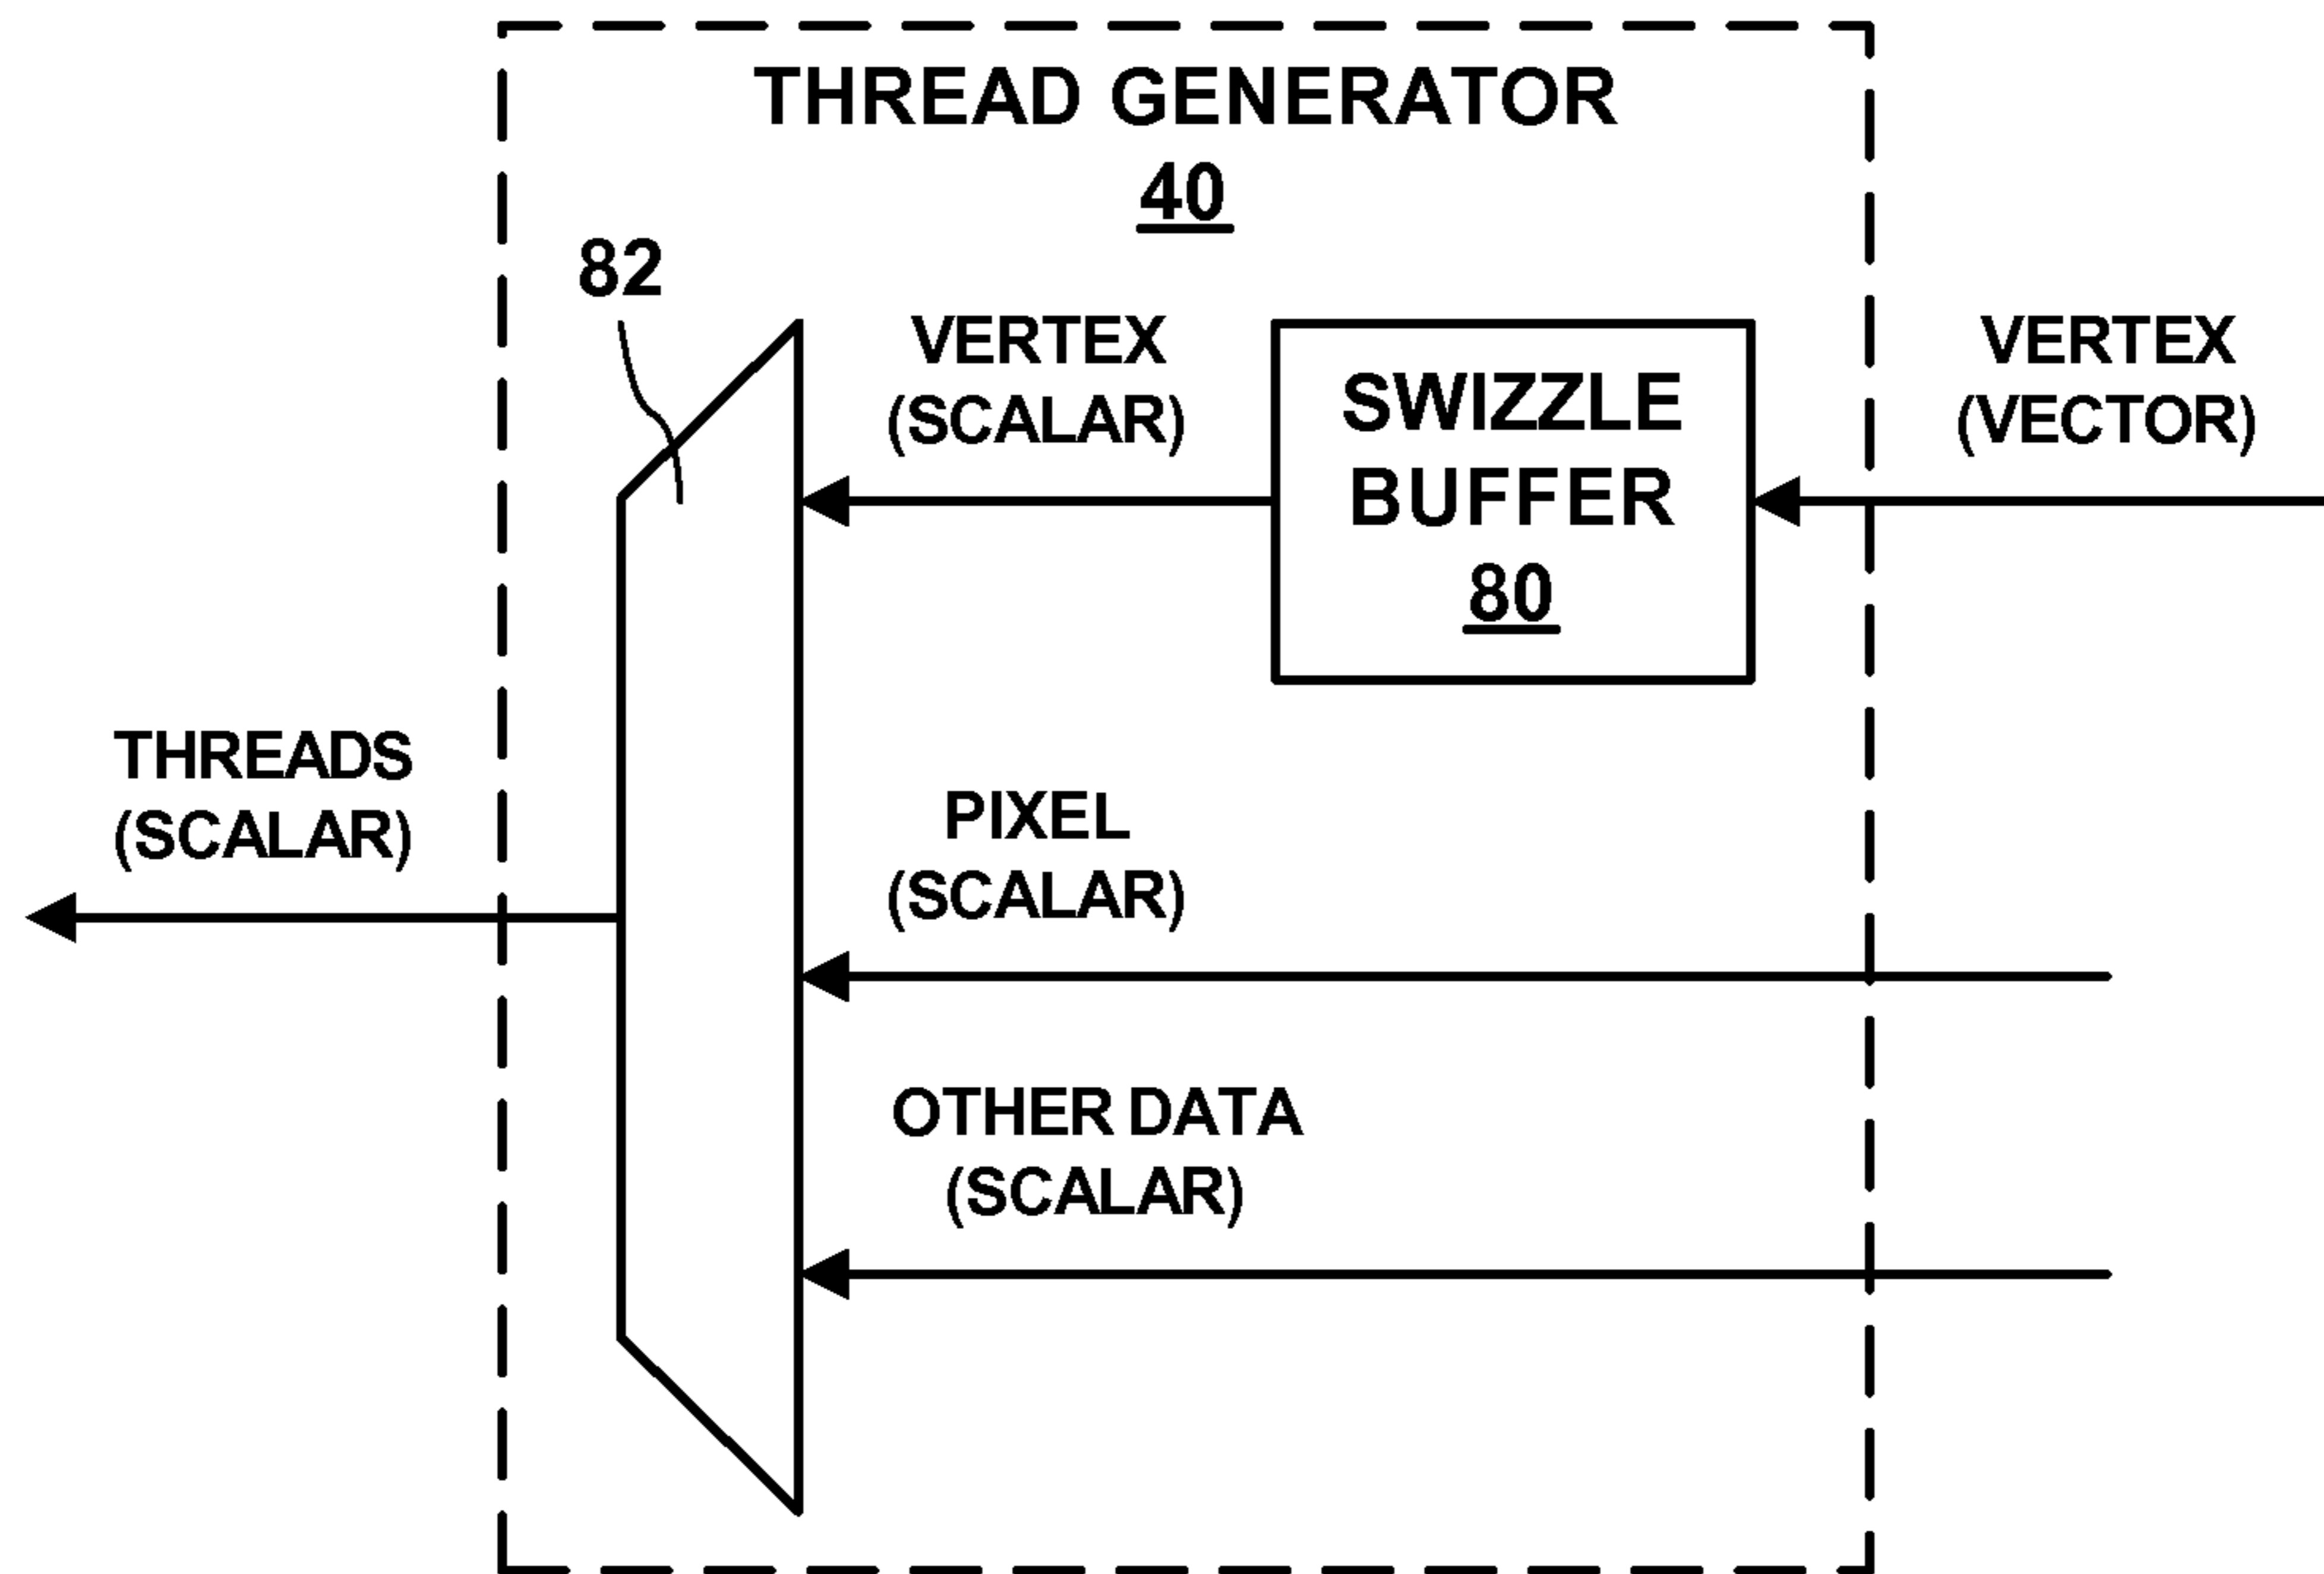 THREAD GENERATOR
40
82
VERTEX
(SCALAR)
SWIZZLE
BUFFER
80
VERTEX
(VECTOR)
THREADS
(SCALAR)
PIXEL
(SCALAR)
OTHER DATA
(SCALAR)